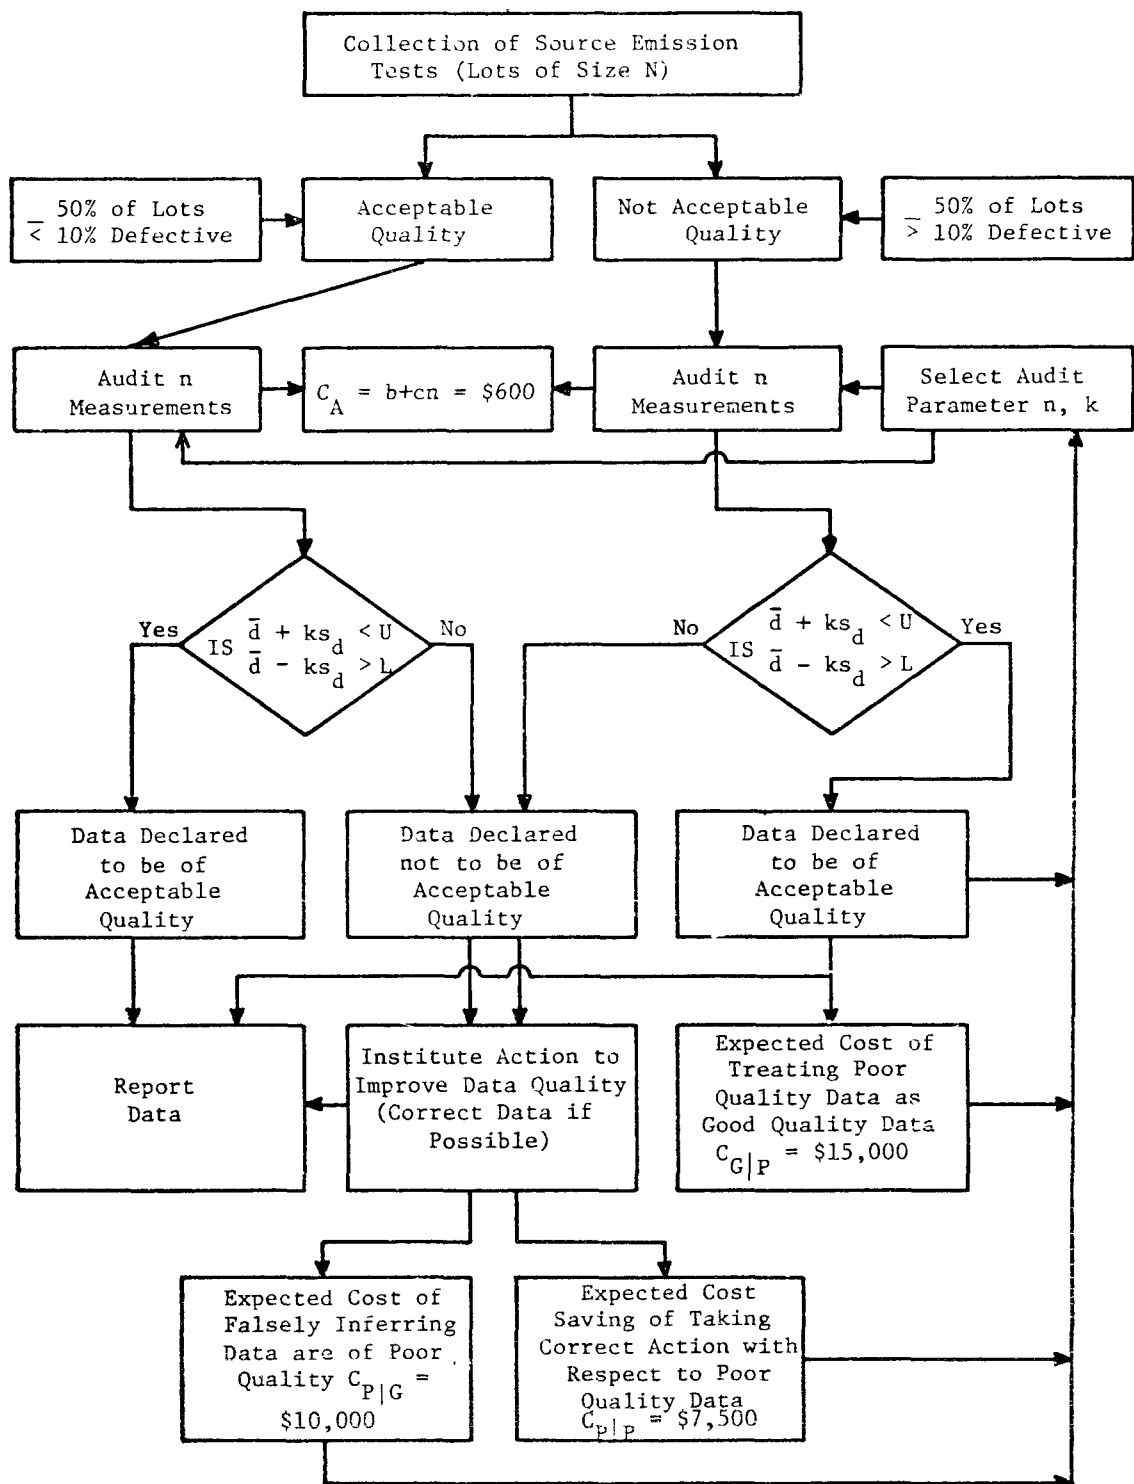 Collection of Source Emission
Tests (Lots of Size N)
_ 50% of Lots
< 10% Defective
Acceptable
Quality
Not Acceptable
Quality
_ 50% of Lots
> 10% Defective
Audit n
Measurements
C_A = b+cn = $600
Audit n
Measurements
Select Audit
Parameter n, k
Yes
IS d̄ + ks_d < U
d̄ - ks_d > L
No
No
IS d̄ + ks_d < U
d̄ - ks_d > L
Yes
Data Declared
to be of
Acceptable
Quality
Data Declared
not to be of
Acceptable
Quality
Data Declared
to be of
Acceptable
Quality
Report
Data
Institute Action to
Improve Data Quality
(Correct Data if
Possible)
Expected Cost of
Treating Poor
Quality Data as
Good Quality Data
C_G|P = $15,000
Expected Cost of
Falsely Inferring
Data are of Poor
Quality C_P|G =
$10,000
Expected Cost
Saving of Taking
Correct Action with
Respect to Poor
Quality Data
C_P|P = $7,500